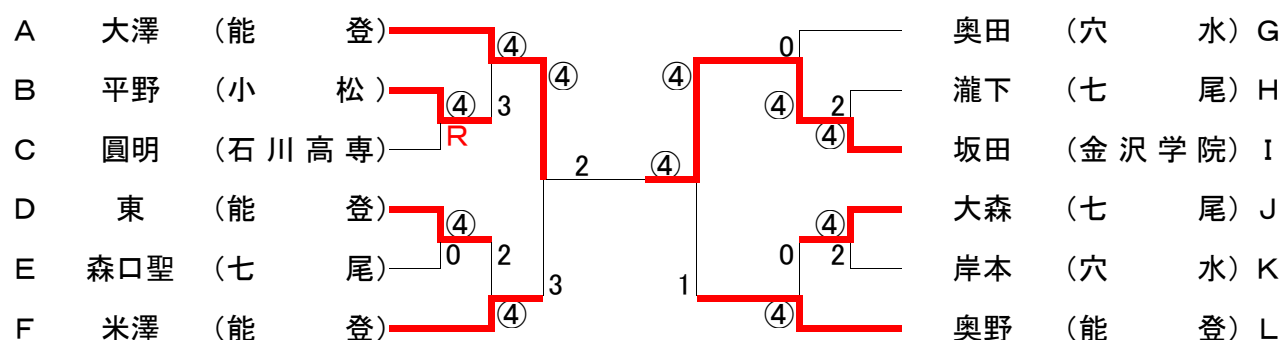 A 大澤 (能 登) ④ 0 奥田 (穴 水) G
④ ④
B 平野 (小 松) ④ 3 ④ 2 瀧下 (七 尾) H
C 圓明 (石川高専) R ④ 坂田 (金沢学院) I
2 ④
D 東 (能 登) ④ ④ 大森 (七 尾) J
E 森口聖 (七 尾) 0 2 0 2 岸本 (穴 水) K
3 1
F 米澤 (能 登) ④ ④ 奥野 (能 登) L